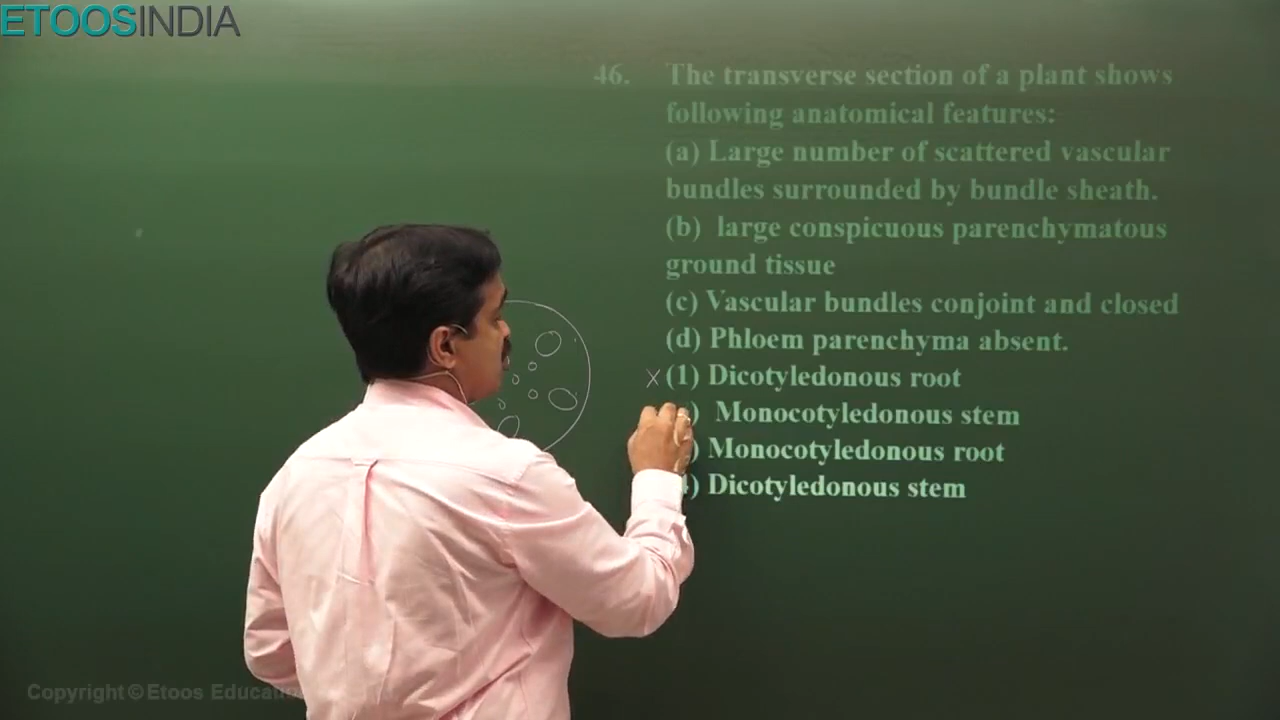 ETOOSINDIA
46. The transverse section of a plant shows
following anatomical features:
(a) Large number of scattered vascular
bundles surrounded by bundle sheath.
(b) large conspicuous parenchymatous
ground tissue
(c) Vascular bundles conjoint and closed
(d) Phloem parenchyma absent.
x (1) Dicotyledonous root
) Monocotyledonous stem
) Monocotyledonous root
4) Dicotyledonous stem
Copyright © Etoos